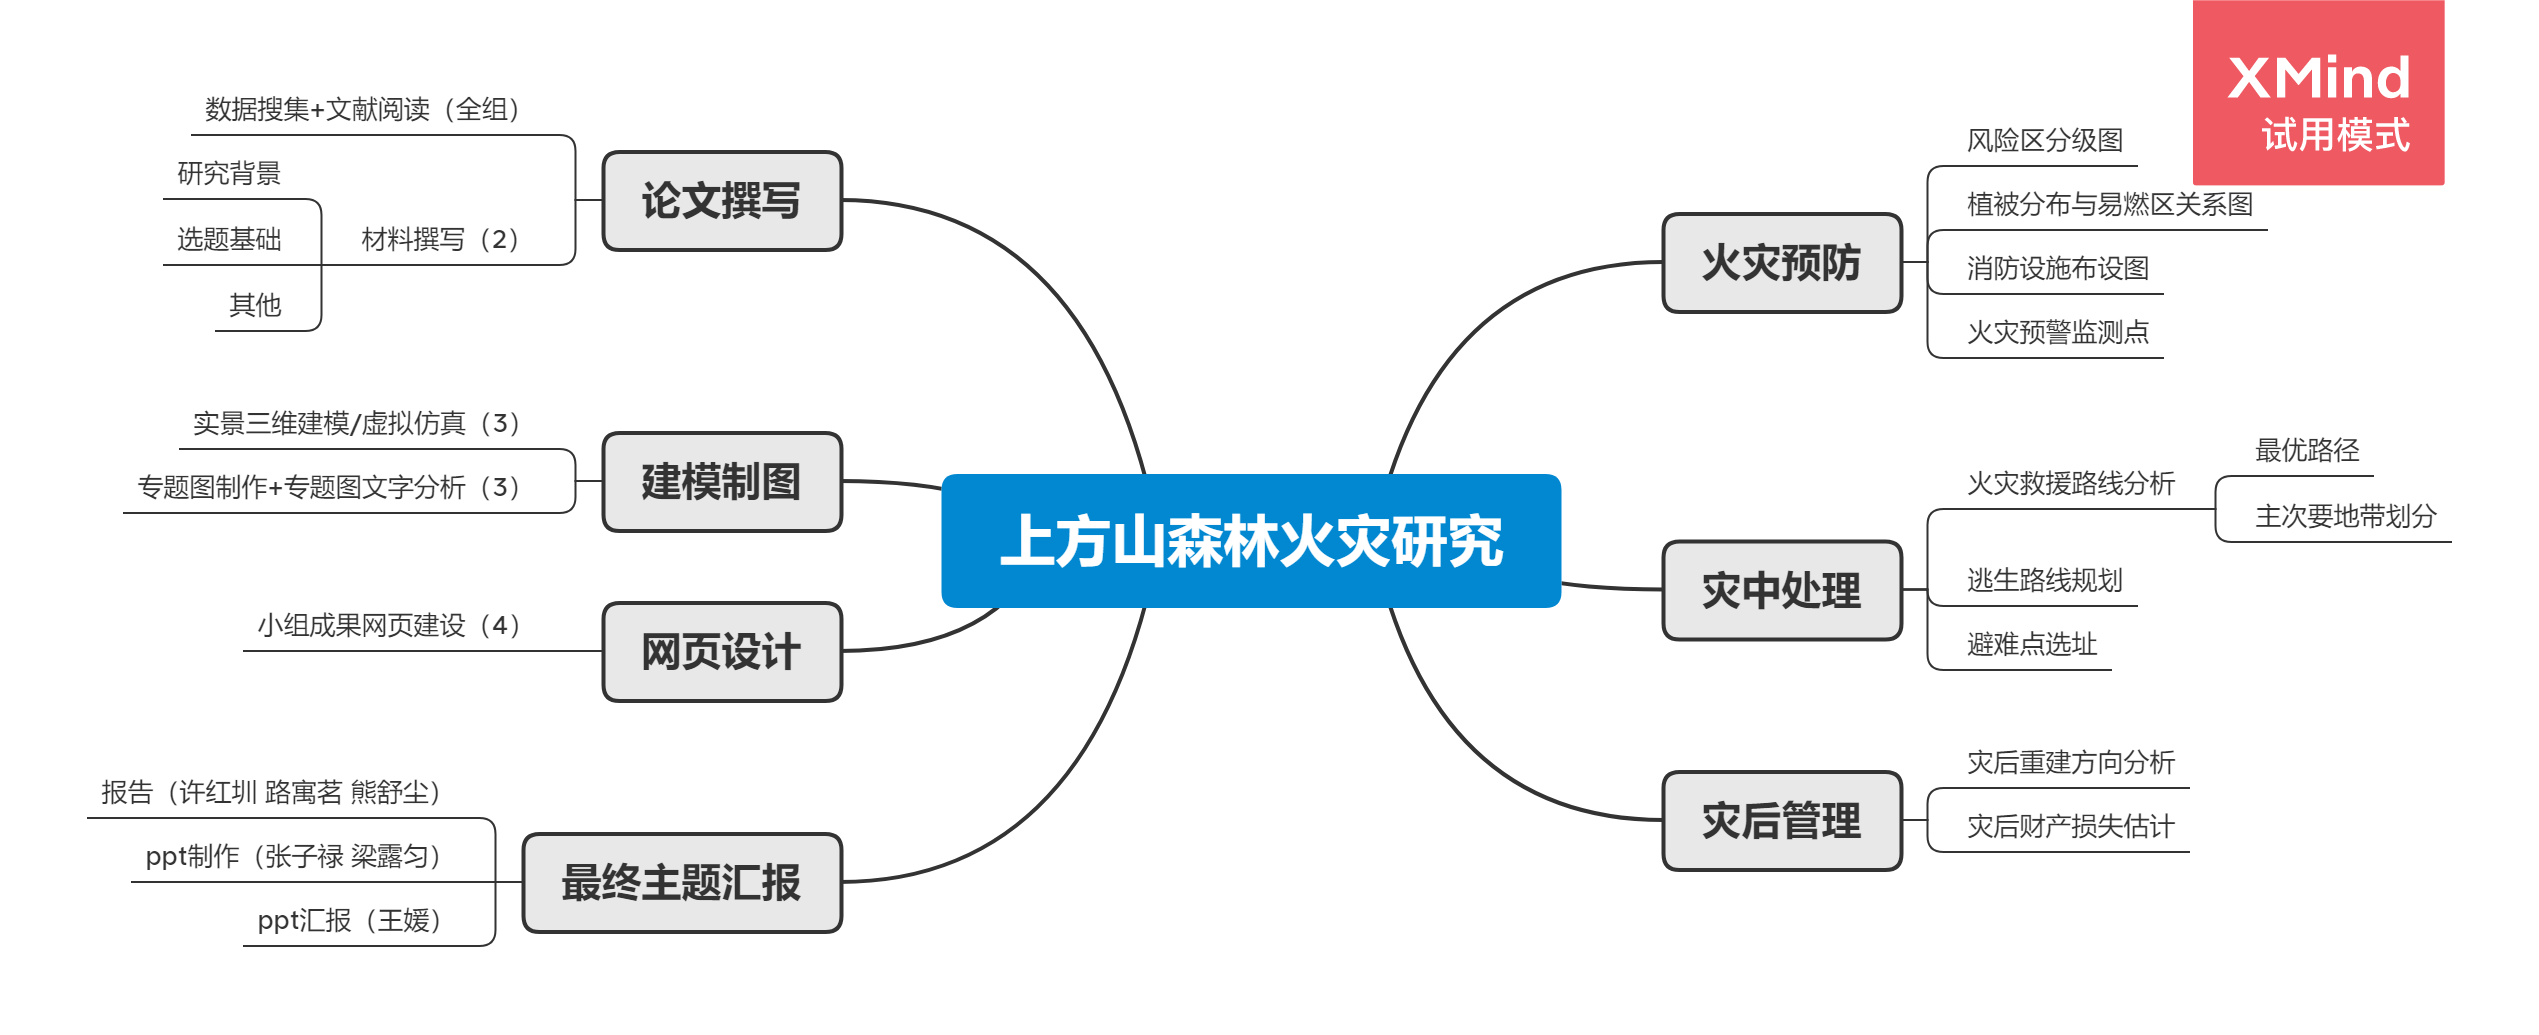 XMind
试用模式
上方山森林火灾研究
论文撰写
数据搜集+文献阅读（全组）
材料撰写（2）
研究背景
选题基础
其他
建模制图
实景三维建模/虚拟仿真（3）
专题图制作+专题图文字分析（3）
网页设计
小组成果网页建设（4）
最终主题汇报
报告（许红圳 路寓茗 熊舒尘）
ppt制作（张子禄 梁露匀）
ppt汇报（王媛）
火灾预防
风险区分级图
植被分布与易燃区关系图
消防设施布设图
火灾预警监测点
灾中处理
火灾救援路线分析
最优路径
主次要地带划分
逃生路线规划
避难点选址
灾后管理
灾后重建方向分析
灾后财产损失估计